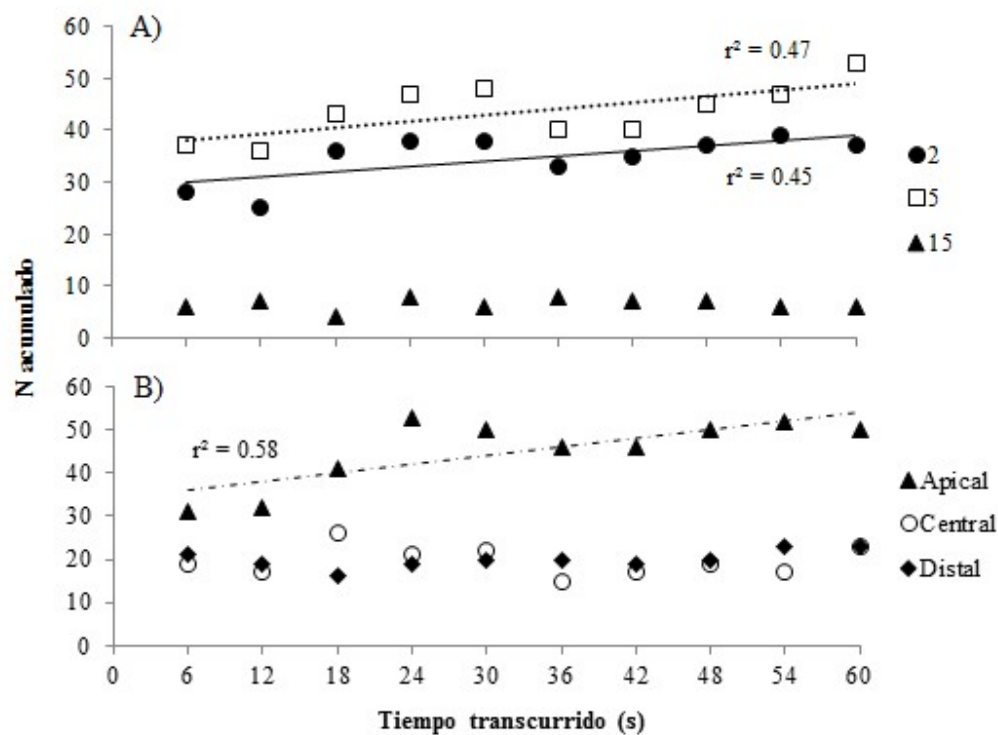 A)
60
50
40
30
20
10
0
r² = 0.47
r² = 0.45
2
5
15
N acumulado
B)
60
50
40
30
20
10
0
r² = 0.58
Apical
Central
Distal
0 6 12 18 24 30 36 42 48 54 60
Tiempo transcurrido (s)